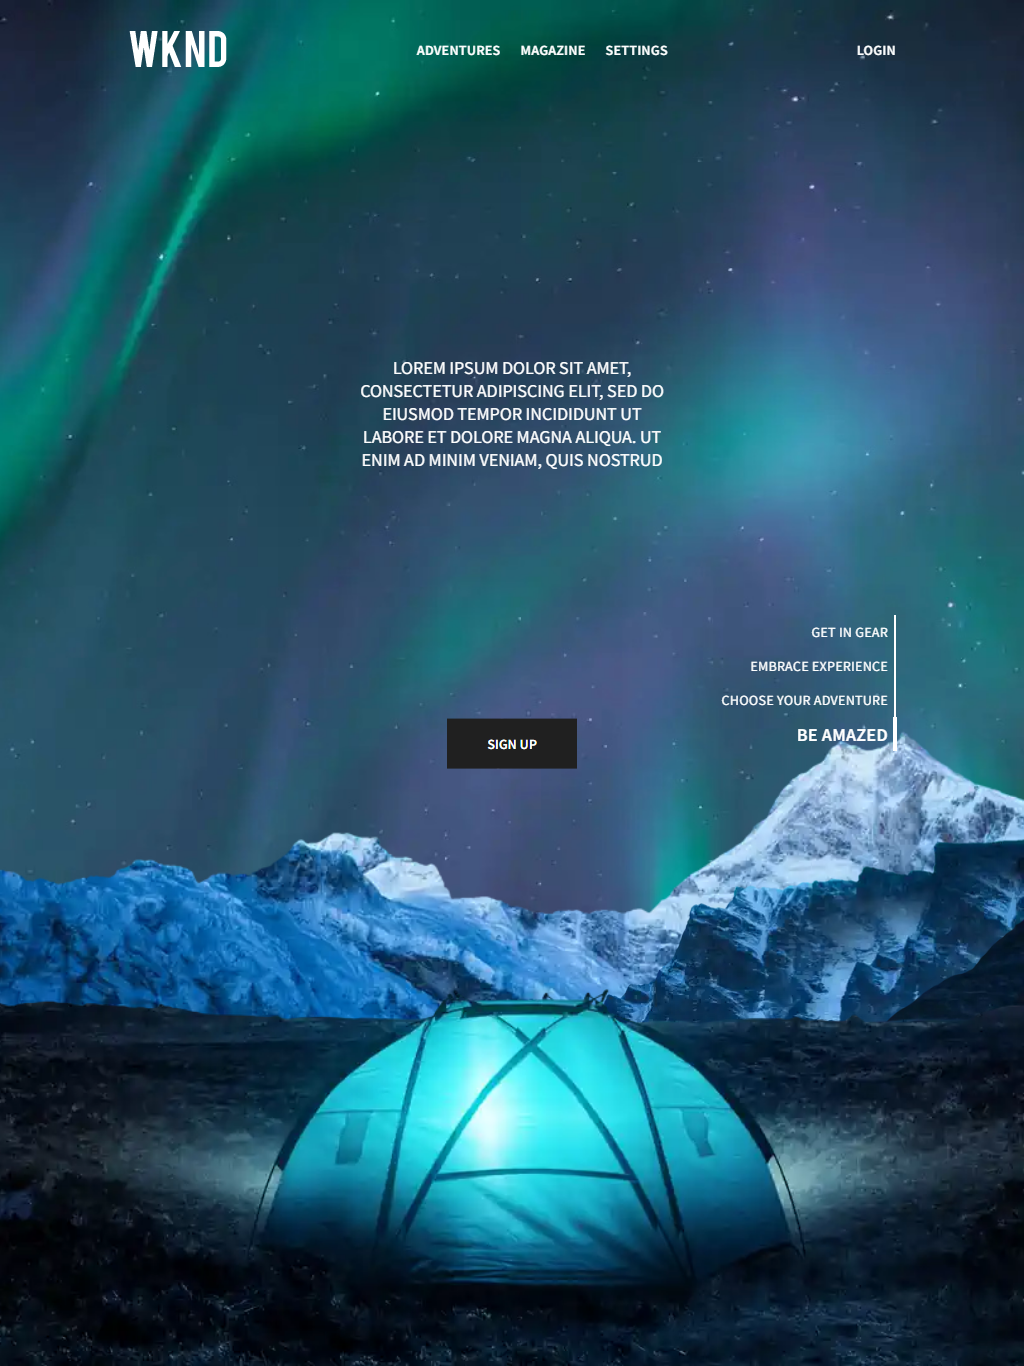 WKND
ADVENTURES MAGAZINE SETTINGS
LOGIN
LOREM IPSUM DOLOR SIT AMET,
CONSECTETUR ADIPISCING ELIT, SED DO
EIUSMOD TEMPOR INCIDIDUNT UT
LABORE ET DOLORE MAGNA ALIQUA. UT
ENIM AD MINIM VENIAM, QUIS NOSTRUD
GET IN GEAR
EMBRACE EXPERIENCE
CHOOSE YOUR ADVENTURE
BE AMAZED
SIGN UP